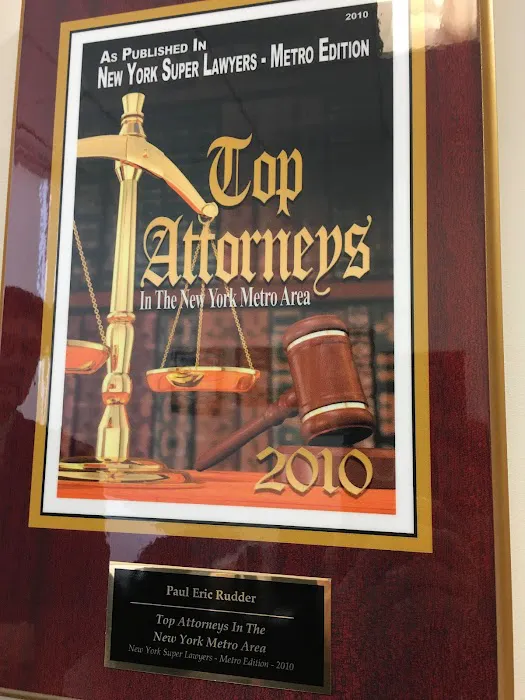 2010
As Published In
New York Super Lawyers - Metro Edition
Top
Attorneys
In The New York Metro Area
2010
Paul Eric Rudder
Top Attorneys In The
New York Metro Area
New York Super Lawyers - Metro Edition - 2010